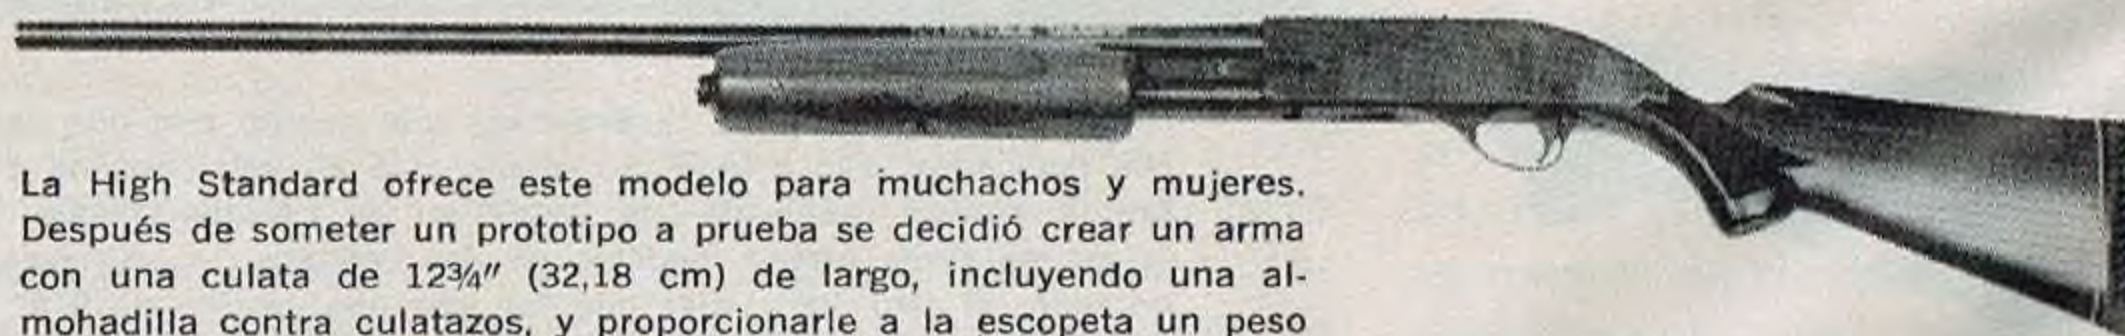 La High Standard ofrece este modelo para muchachos y mujeres.
Después de someter un prototipo a prueba se decidió crear un arma
con una culata de 12¾" (32,18 cm) de largo, incluyendo una al-
mohadilla contra culatazos, y proporcionarle a la escopeta un peso